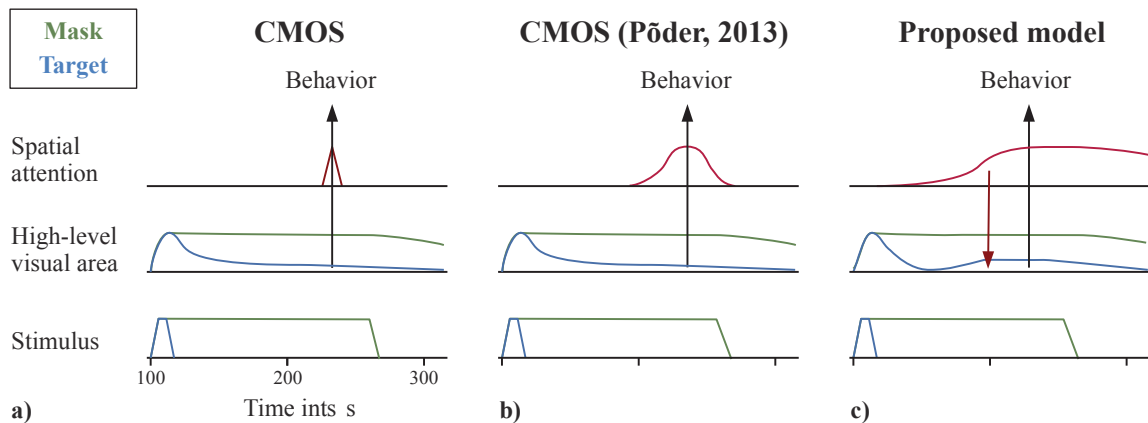 Mask
Target
CMOS
CMOS (Põder, 2013)
Proposed model
Behavior
Behavior
Behavior
Spatial
attention
High-level
visual area
Stimulus
100
200
300
Time ints s
a)
b)
c)